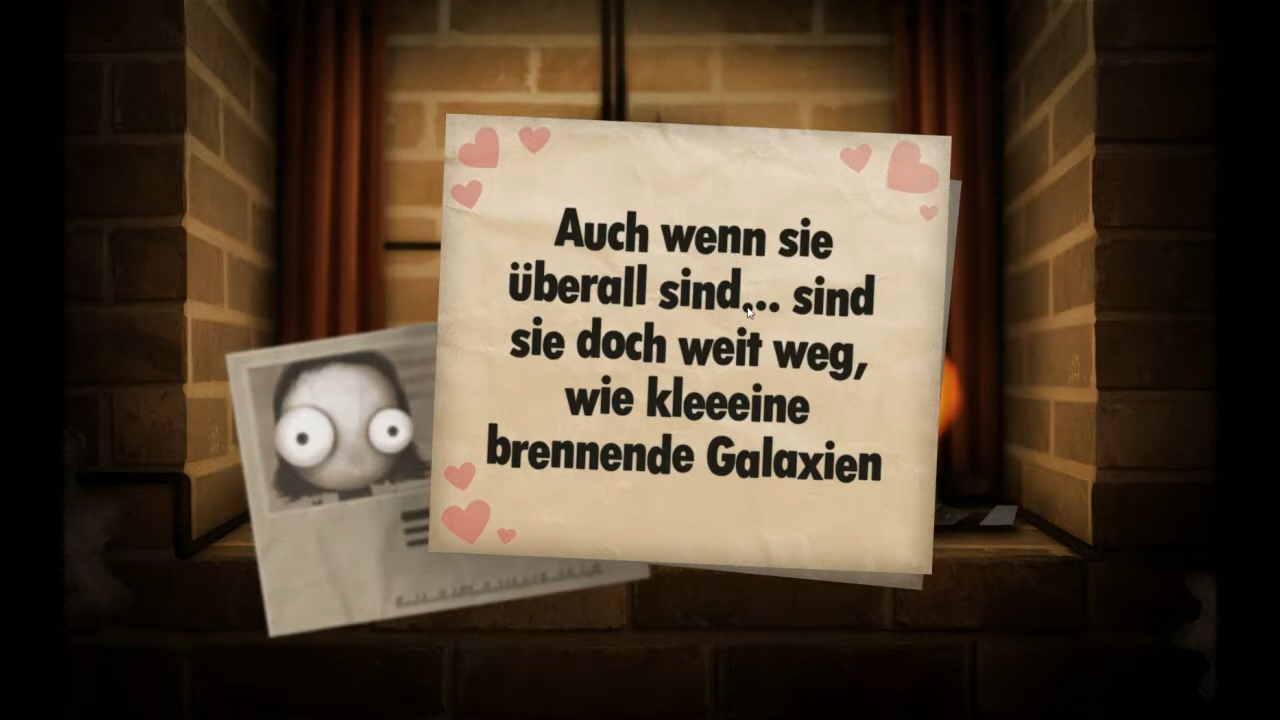 Auch wenn sie
überall sind... sind
sie doch weit weg,
wie kleeeine
brennende Galaxien